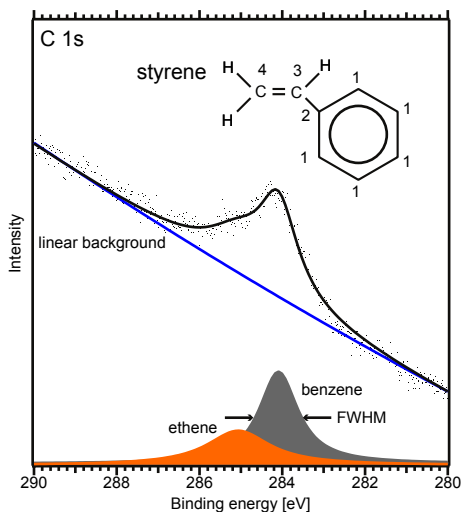 C 1s
styrene
H 4 3 H
C = C
H
2
1
1
1
1
1
linear background
Intensity
benzene
ethene
FWHM
290 288 286 284 282 280
Binding energy [eV]